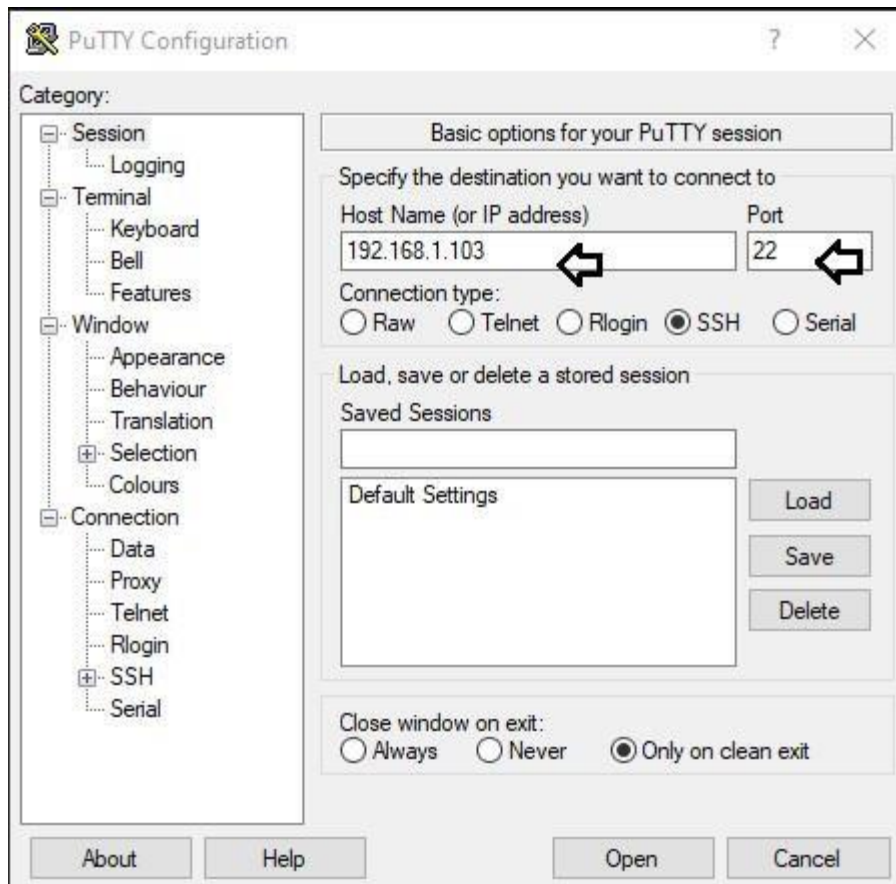 PuTTY Configuration
?
Category:
Session
Logging
Terminal
Keyboard
Bell
Features
Window
Appearance
Behaviour
Translation
Selection
Colours
Connection
Data
Proxy
Telnet
Rlogin
SSH
Serial
Basic options for your PuTTY session
Specify the destination you want to connect to
Host Name (or IP address) Port
192.168.1.103 22
Connection type:
Raw Telnet Rlogin SSH Serial
Load, save or delete a stored session
Saved Sessions
Default Settings
Load
Save
Delete
Close window on exit:
Always Never Only on clean exit
About Help Open Cancel